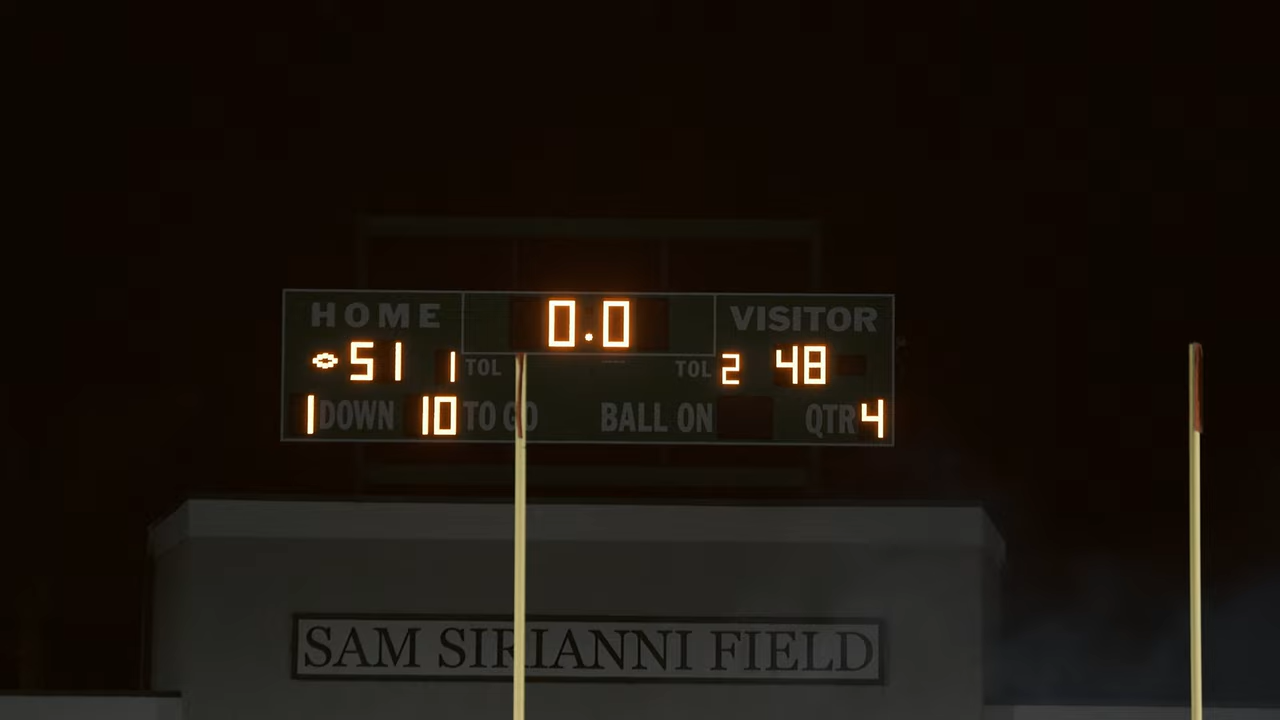 HOME 0.0 VISITOR
51 1 TOL TOL 2 48
1 DOWN 10 TO GO BALL ON QTR 4
SAM SIRIANNI FIELD